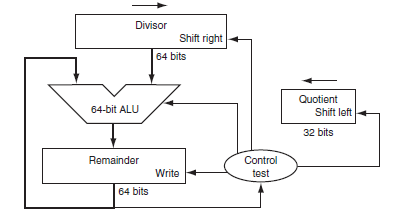 Divisor
Shift right
64 bits
64-bit ALU
Quotient
Shift left
32 bits
Remainder
Write
Control
test
64 bits